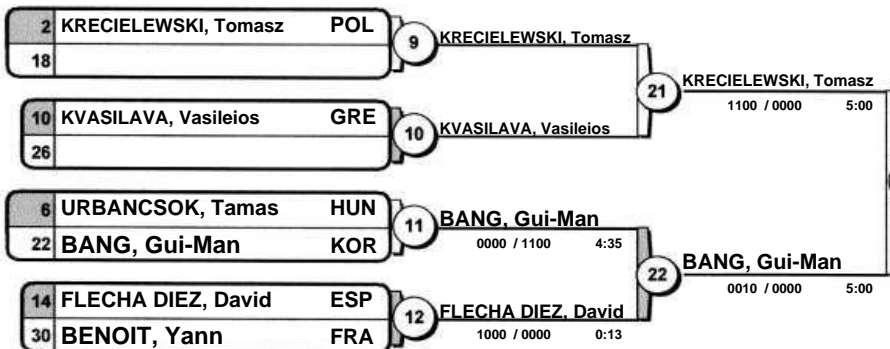 2 KRECIELEWSKI, Tomasz POL
18
9
KRECIELEWSKI, Tomasz
10 KVASILAVA, Vasileios GRE
26
10
KVASILAVA, Vasileios
21
KRECIELEWSKI, Tomasz
1100 / 0000 5:00
6 URBANCSOK, Tamas HUN
22 BANG, Gui-Man KOR
11
BANG, Gui-Man
0000 / 1100 4:35
14 FLECHA DIEZ, David ESP
30 BENOIT, Yann FRA
12
FLECHA DIEZ, David
1000 / 0000 0:13
22
BANG, Gui-Man
0010 / 0000 5:00